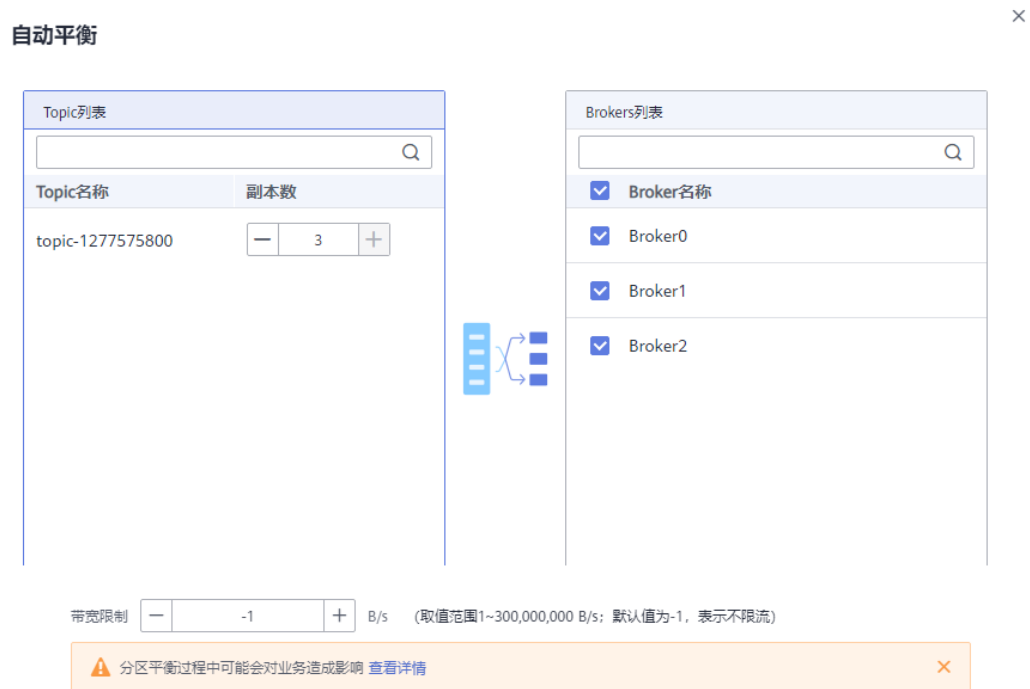 自动平衡
Topic列表
Topic名称 副本数
topic-1277575800 3
Brokers列表
Broker名称
Broker0
Broker1
Broker2
带宽限制 -1 B/s (取值范围1~300,000,000 B/s；默认值为-1，表示不限流)
分区平衡过程中可能会对业务造成影响 查看详情